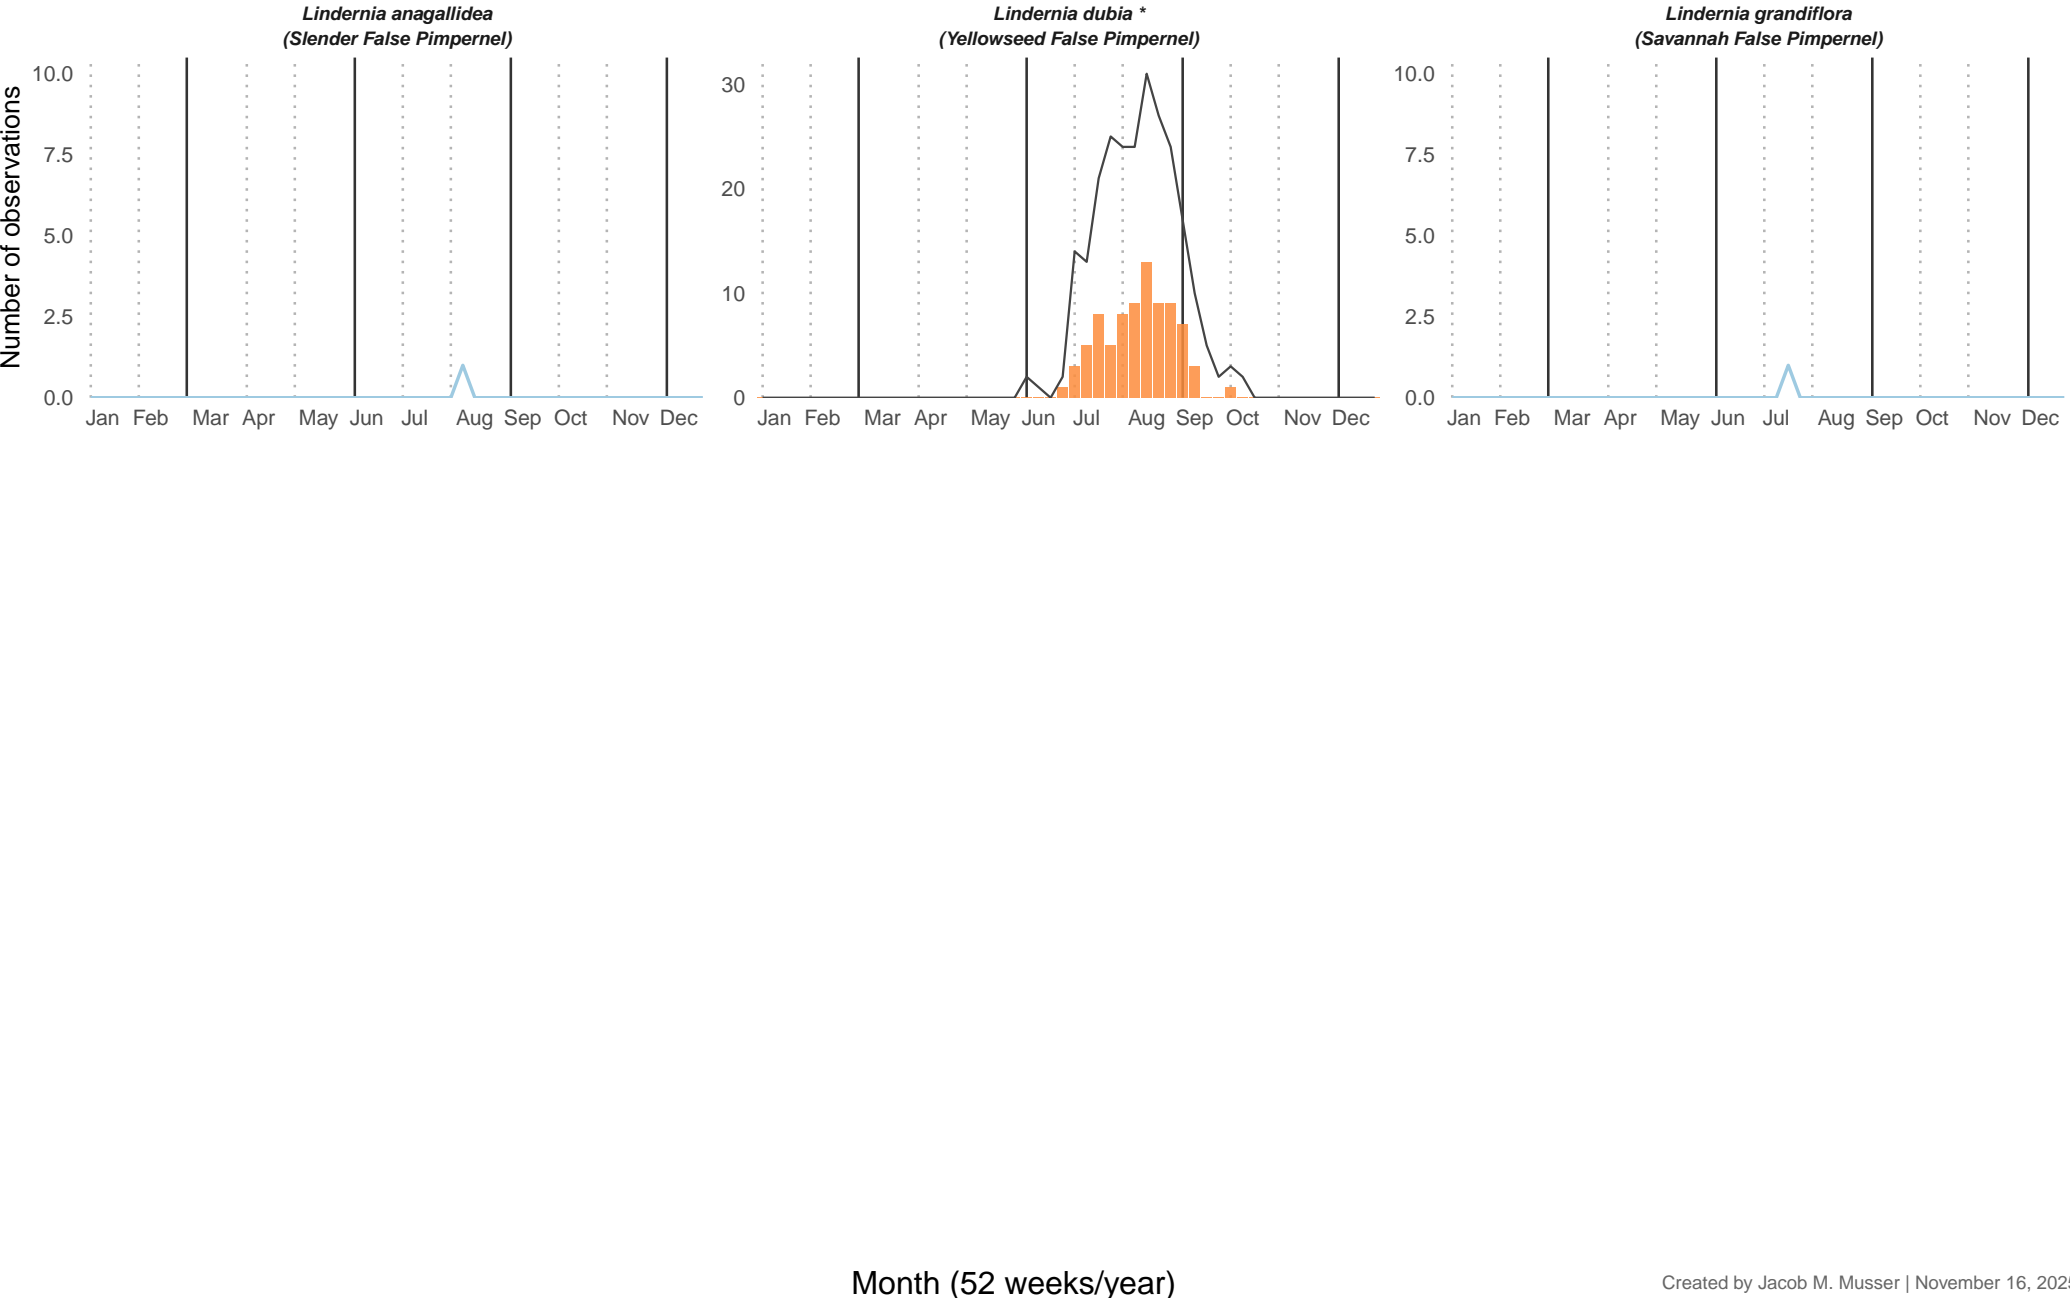 Lindernia anagallidea
(Slender False Pimpernel)
Lindernia dubia *
(Yellowseed False Pimpernel)
Lindernia grandiflora
(Savannah False Pimpernel)
Number of observations
10.0
7.5
5.0
2.5
0.0
Jan Feb Mar Apr May Jun Jul Aug Sep Oct Nov Dec
30
20
10
0
Jan Feb Mar Apr May Jun Jul Aug Sep Oct Nov Dec
10.0
7.5
5.0
2.5
0.0
Jan Feb Mar Apr May Jun Jul Aug Sep Oct Nov Dec
Month (52 weeks/year)
Created by Jacob M. Musser | November 16, 2025